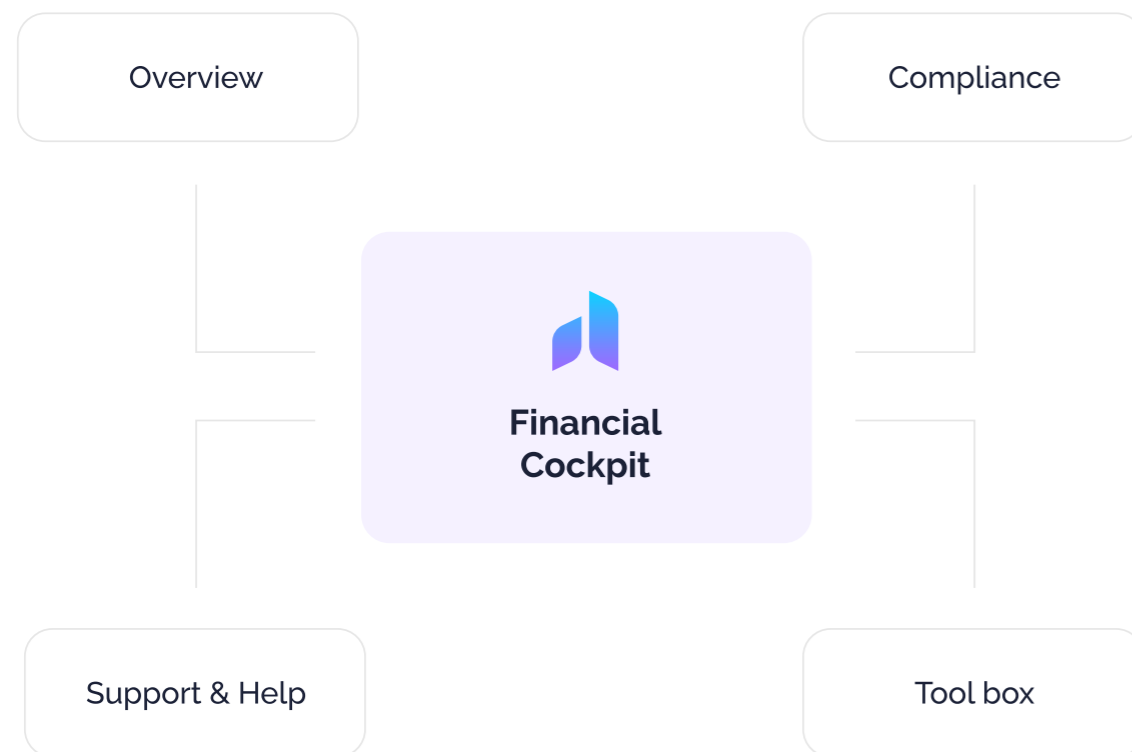 Overview
Compliance
Financial
Cockpit
Support & Help
Tool box